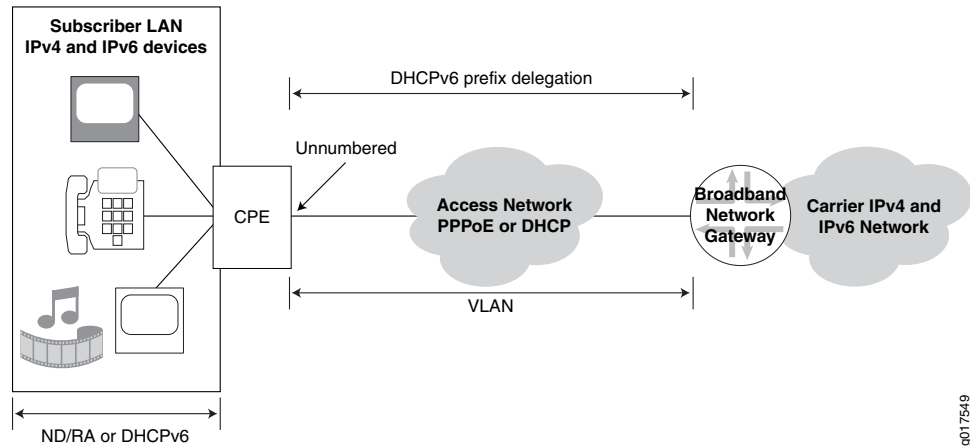 Subscriber LAN
IPv4 and IPv6 devices
DHCPv6 prefix delegation
Unnumbered
CPE
Access Network
PPPoE or DHCP
Broadband
Network
Gateway
Carrier IPv4 and
IPv6 Network
VLAN
ND/RA or DHCPv6
g017549